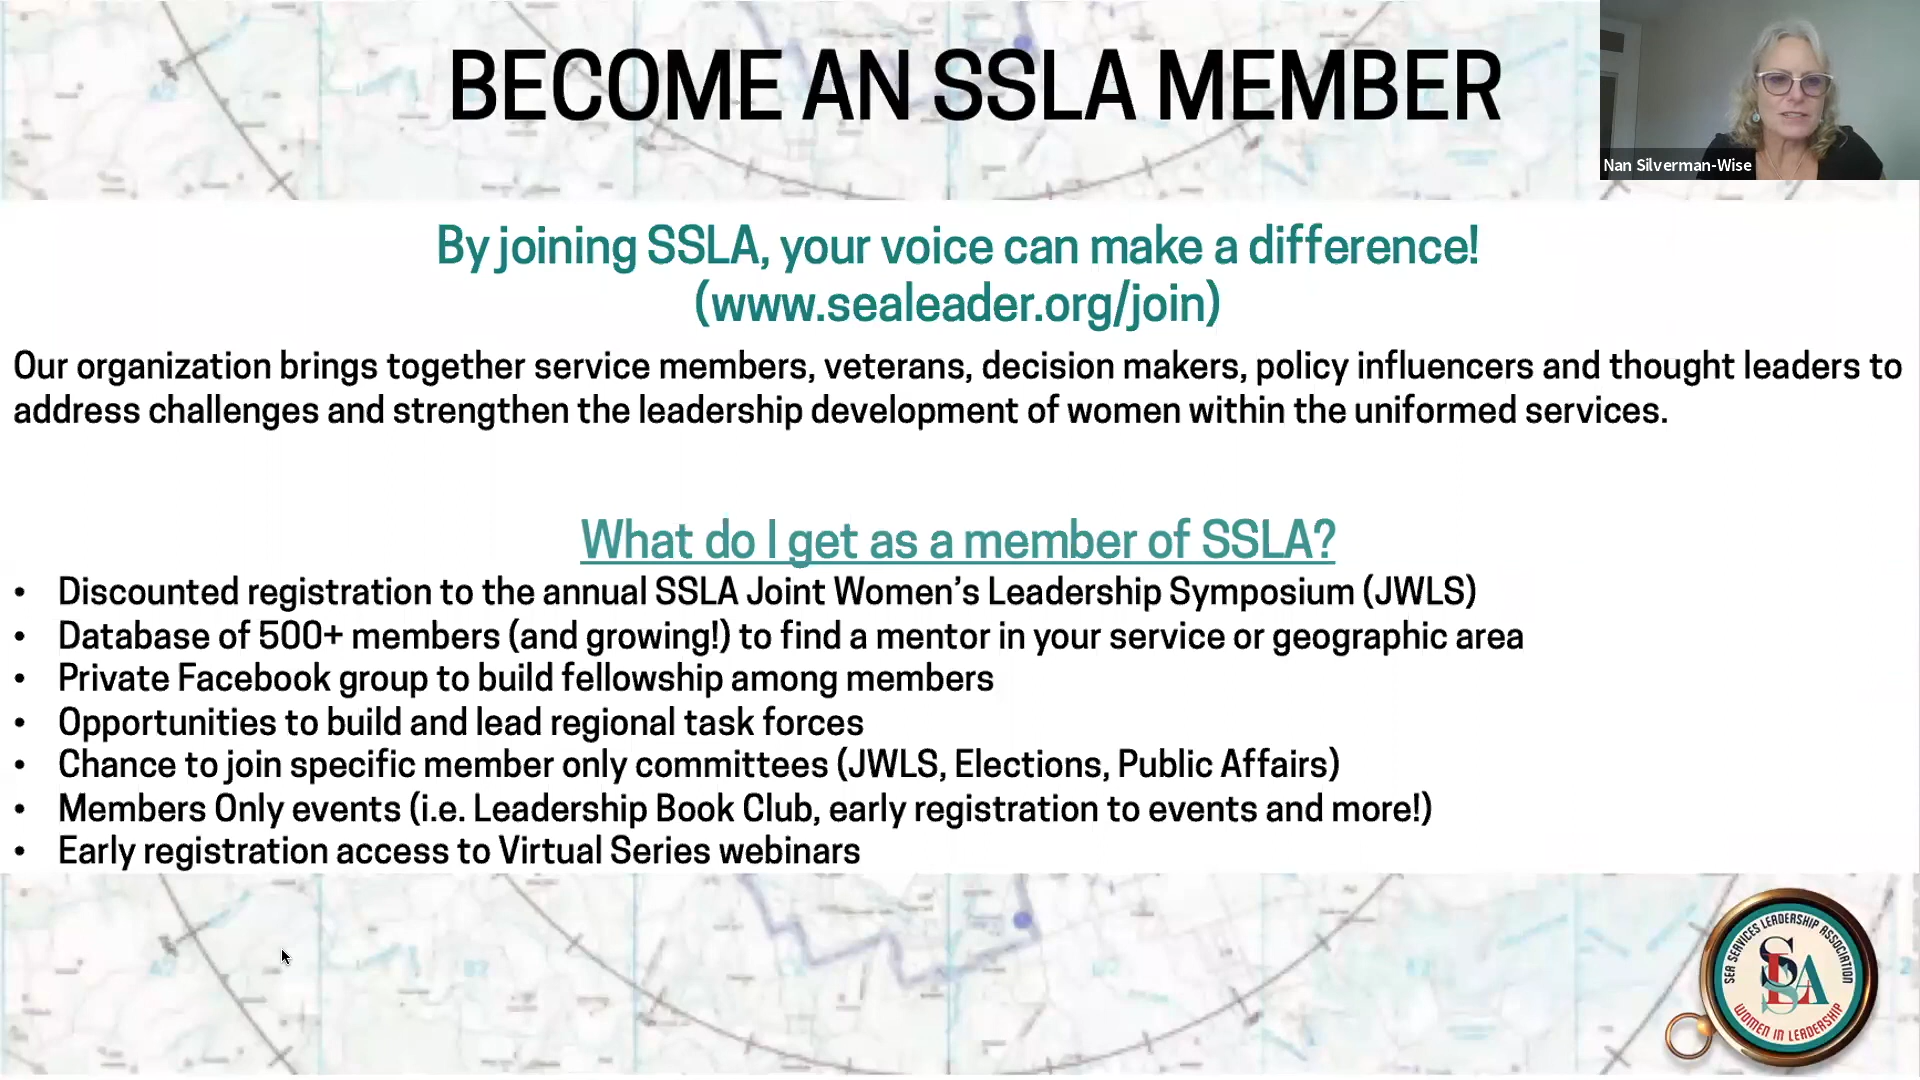 BECOME AN SSLA MEMBER
Nan Silverman-Wise
By joining SSLA, your voice can make a difference!
(www.sealeader.org/join)
Our organization brings together service members, veterans, decision makers, policy influencers and thought leaders to
address challenges and strengthen the leadership development of women within the uniformed services.
What do I get as a member of SSLA?
• Discounted registration to the annual SSLA Joint Women’s Leadership Symposium (JWLS)
• Database of 500+ members (and growing!) to find a mentor in your service or geographic area
• Private Facebook group to build fellowship among members
• Opportunities to build and lead regional task forces
• Chance to join specific member only committees (JWLS, Elections, Public Affairs)
• Members Only events (i.e. Leadership Book Club, early registration to events and more!)
• Early registration access to Virtual Series webinars
SEA SERVICES LEADERSHIP ASSOCIATION
SSLA
WOMEN IN LEADERSHIP